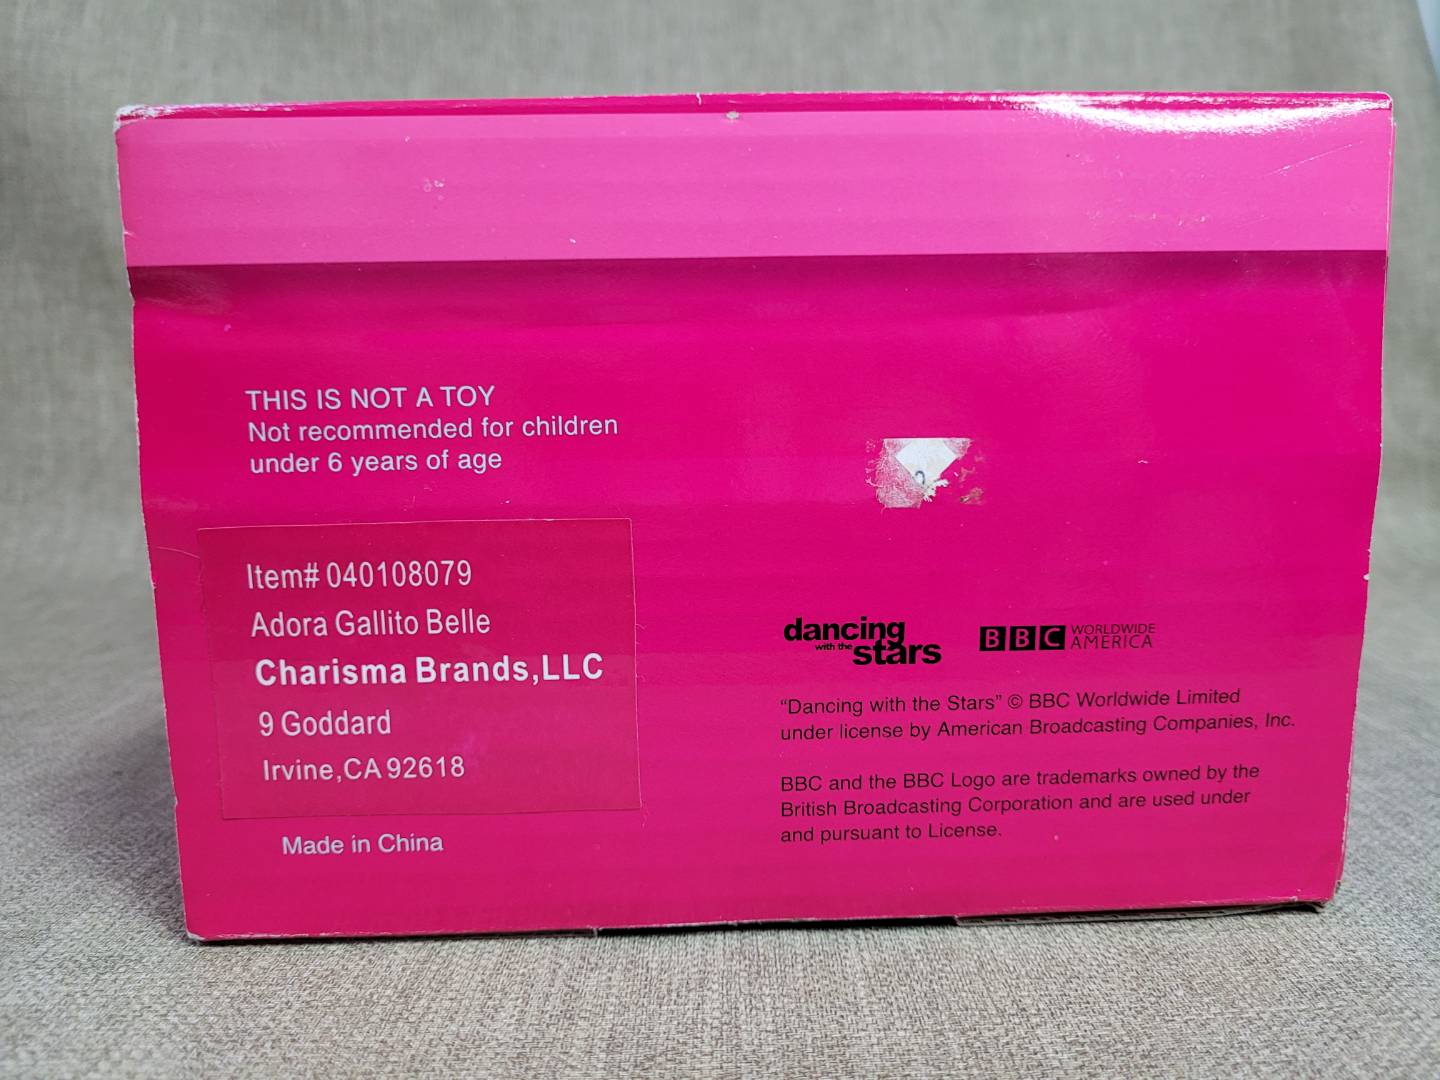 THIS IS NOT A TOY
Not recommended for children
under 6 years of age
Item# 040108079
Adora Gallito Belle
Charisma Brands,LLC
9 Goddard
Irvine,CA 92618
Made in China
dancing
with the
stars
BBC WORLDWIDE
AMERICA
“Dancing with the Stars” © BBC Worldwide Limited
under license by American Broadcasting Companies, Inc.
BBC and the BBC Logo are trademarks owned by the
British Broadcasting Corporation and are used under
and pursuant to License.